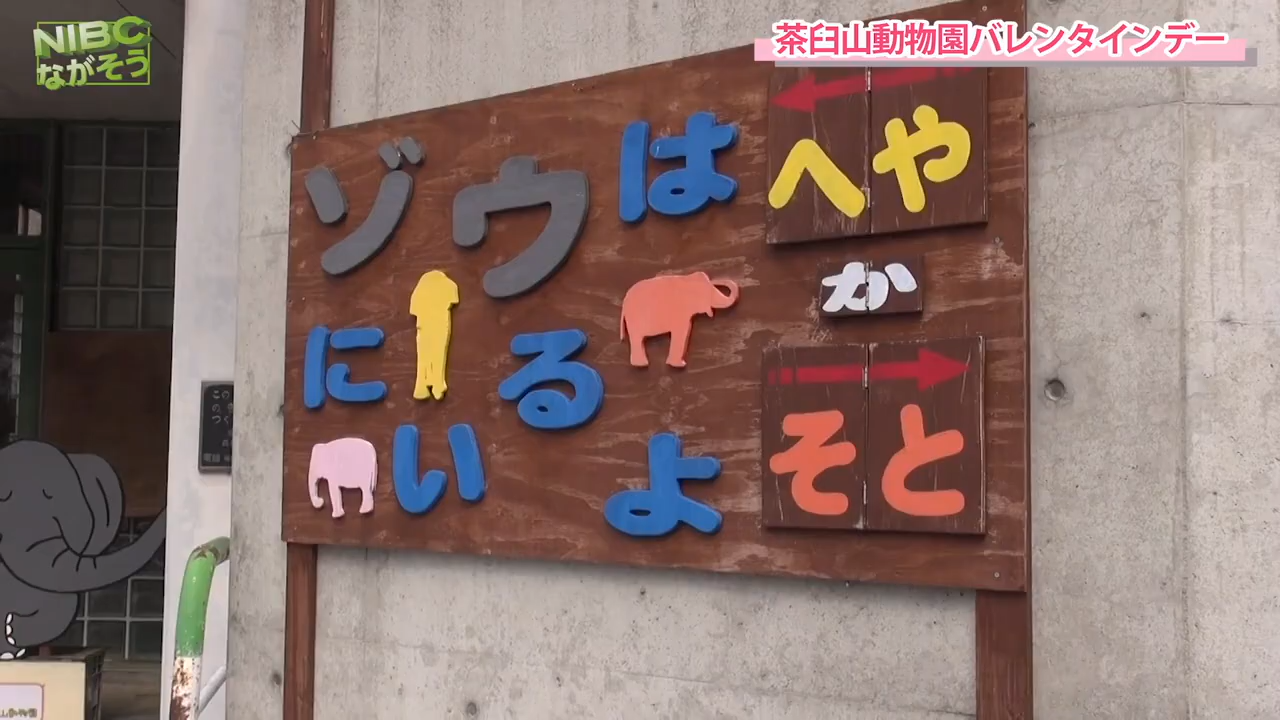 NIBC
ながそう
茶臼山動物園バレンタインデー
ゾウは
へや
か
にいる
そと
よ